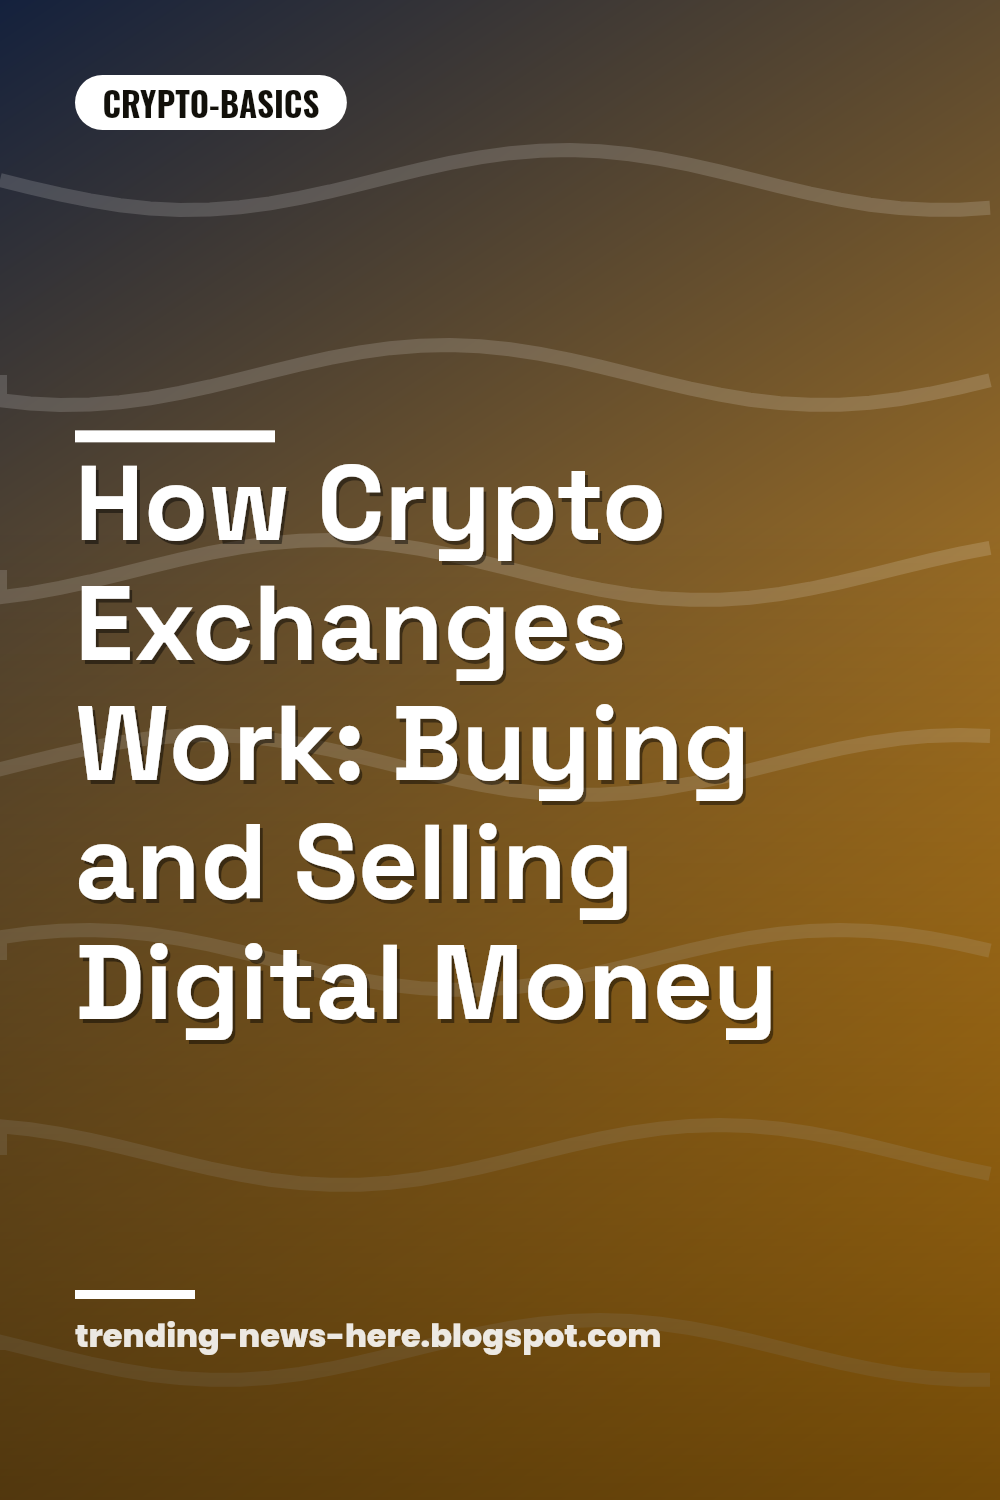 CRYPTO-BASICS
How Crypto
Exchanges
Work: Buying
and Selling
Digital Money
trending-news-here.blogspot.com